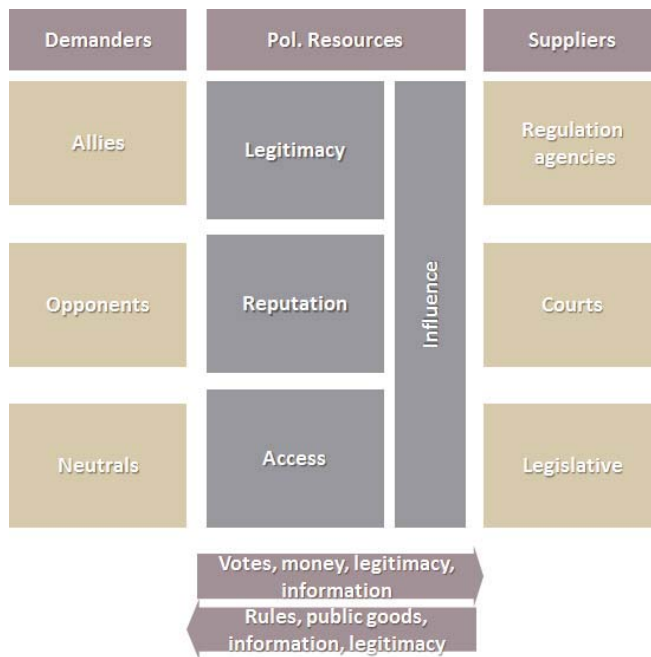 Demanders
Pol. Resources
Suppliers
Allies
Legitimacy
Regulation
agencies
Opponents
Reputation
Influence
Courts
Neutrals
Access
Legislative
Votes, money, legitimacy,
information
Rules, public goods,
information, legitimacy